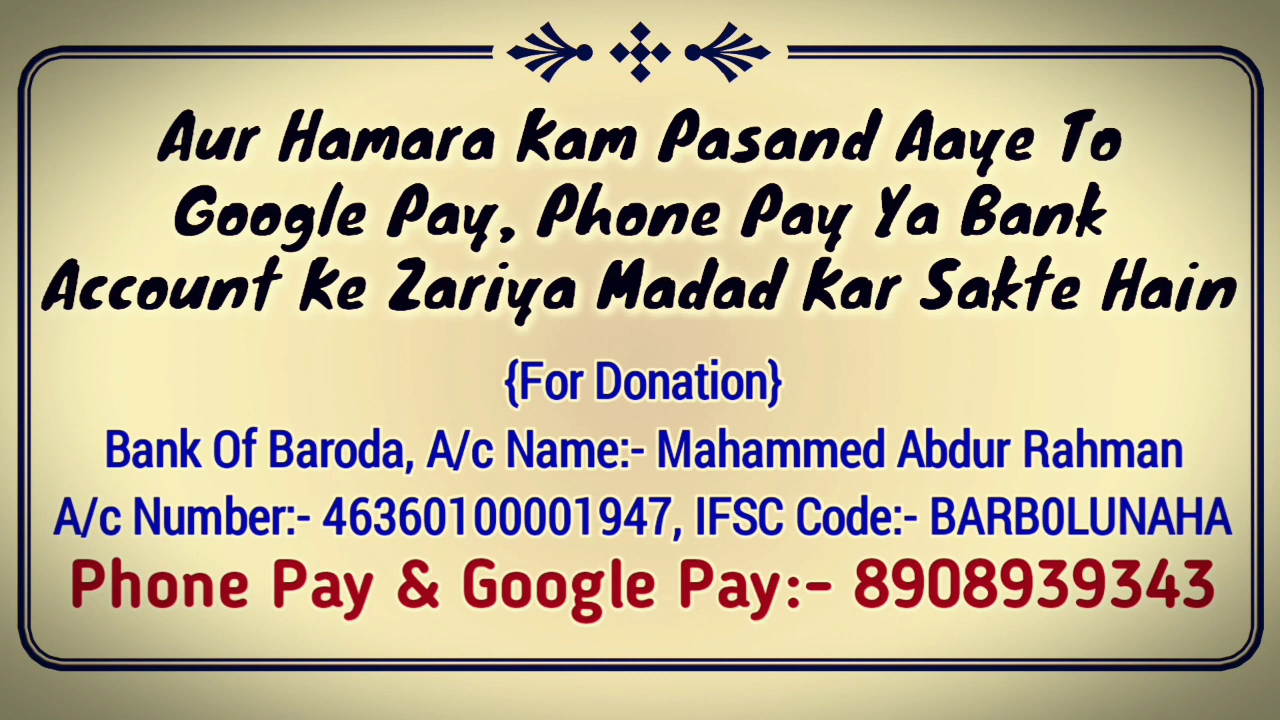 Aur Hamara Kam Pasand Aaye To
Google Pay, Phone Pay Ya Bank
Account Ke Zariya Madad Kar Sakte Hain
{For Donation}
Bank Of Baroda, A/c Name:- Mahammed Abdur Rahman
A/c Number:- 46360100001947, IFSC Code:- BARB0LUNAHA
Phone Pay & Google Pay:- 8908939343